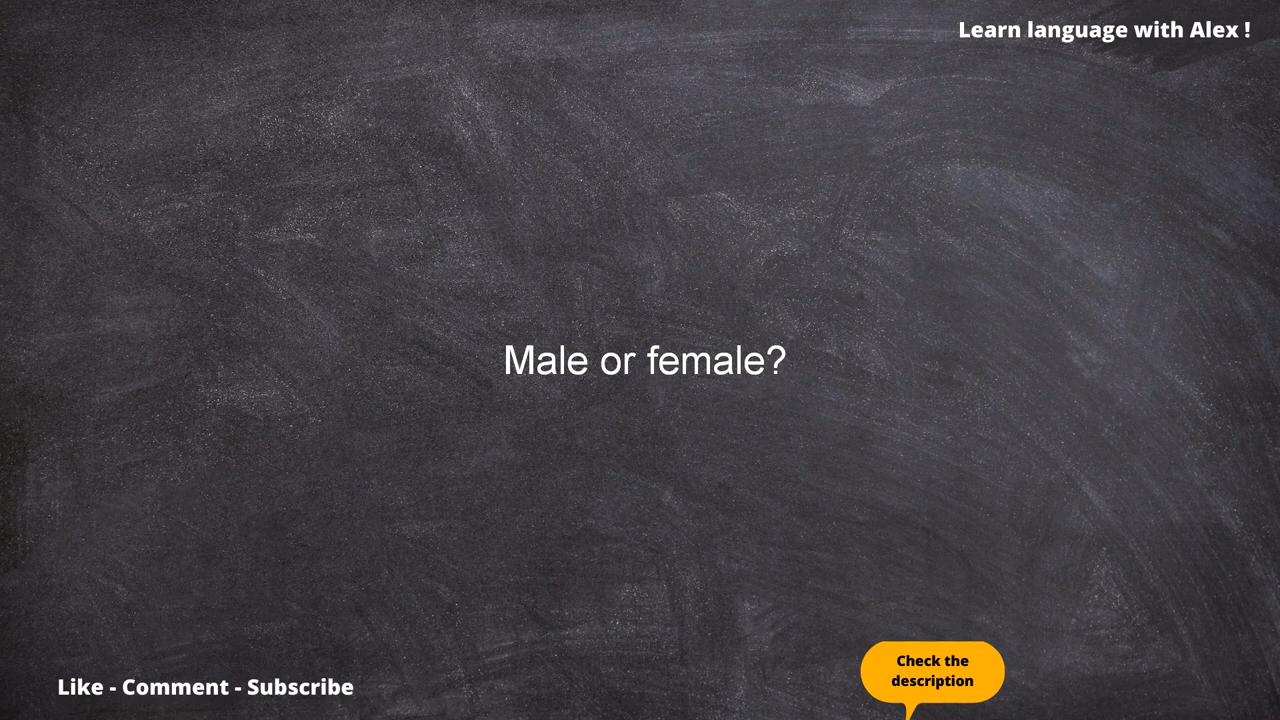 Learn language with Alex !
Male or female?
Check the
description
Like - Comment - Subscribe